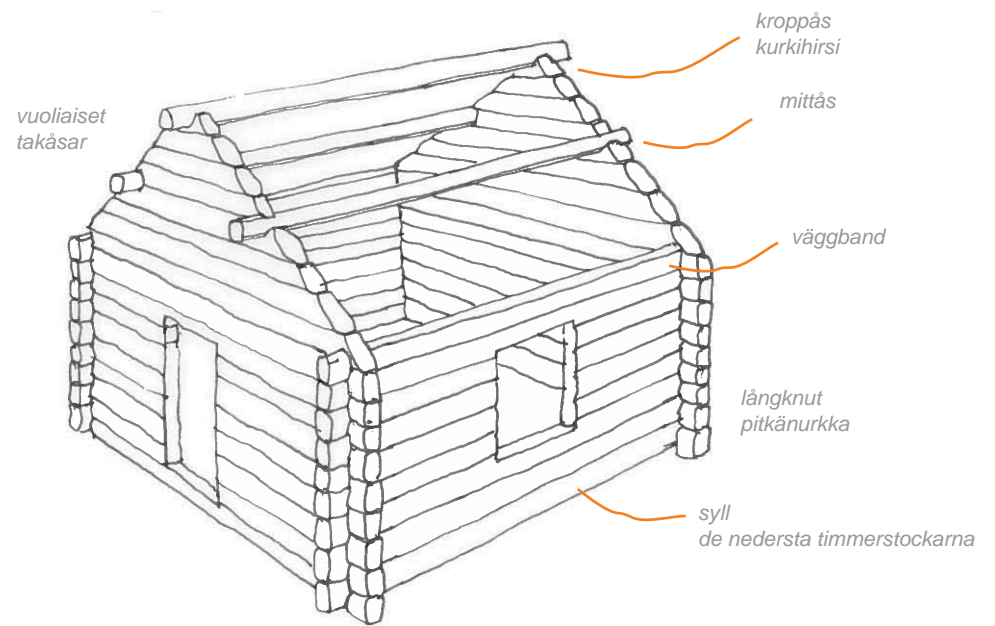 kroppås
kurkihirsi
mittås
vuoliaiset
takåsar
väggband
långknut
pitkänurkka
syll
de nedersta timmerstockarna